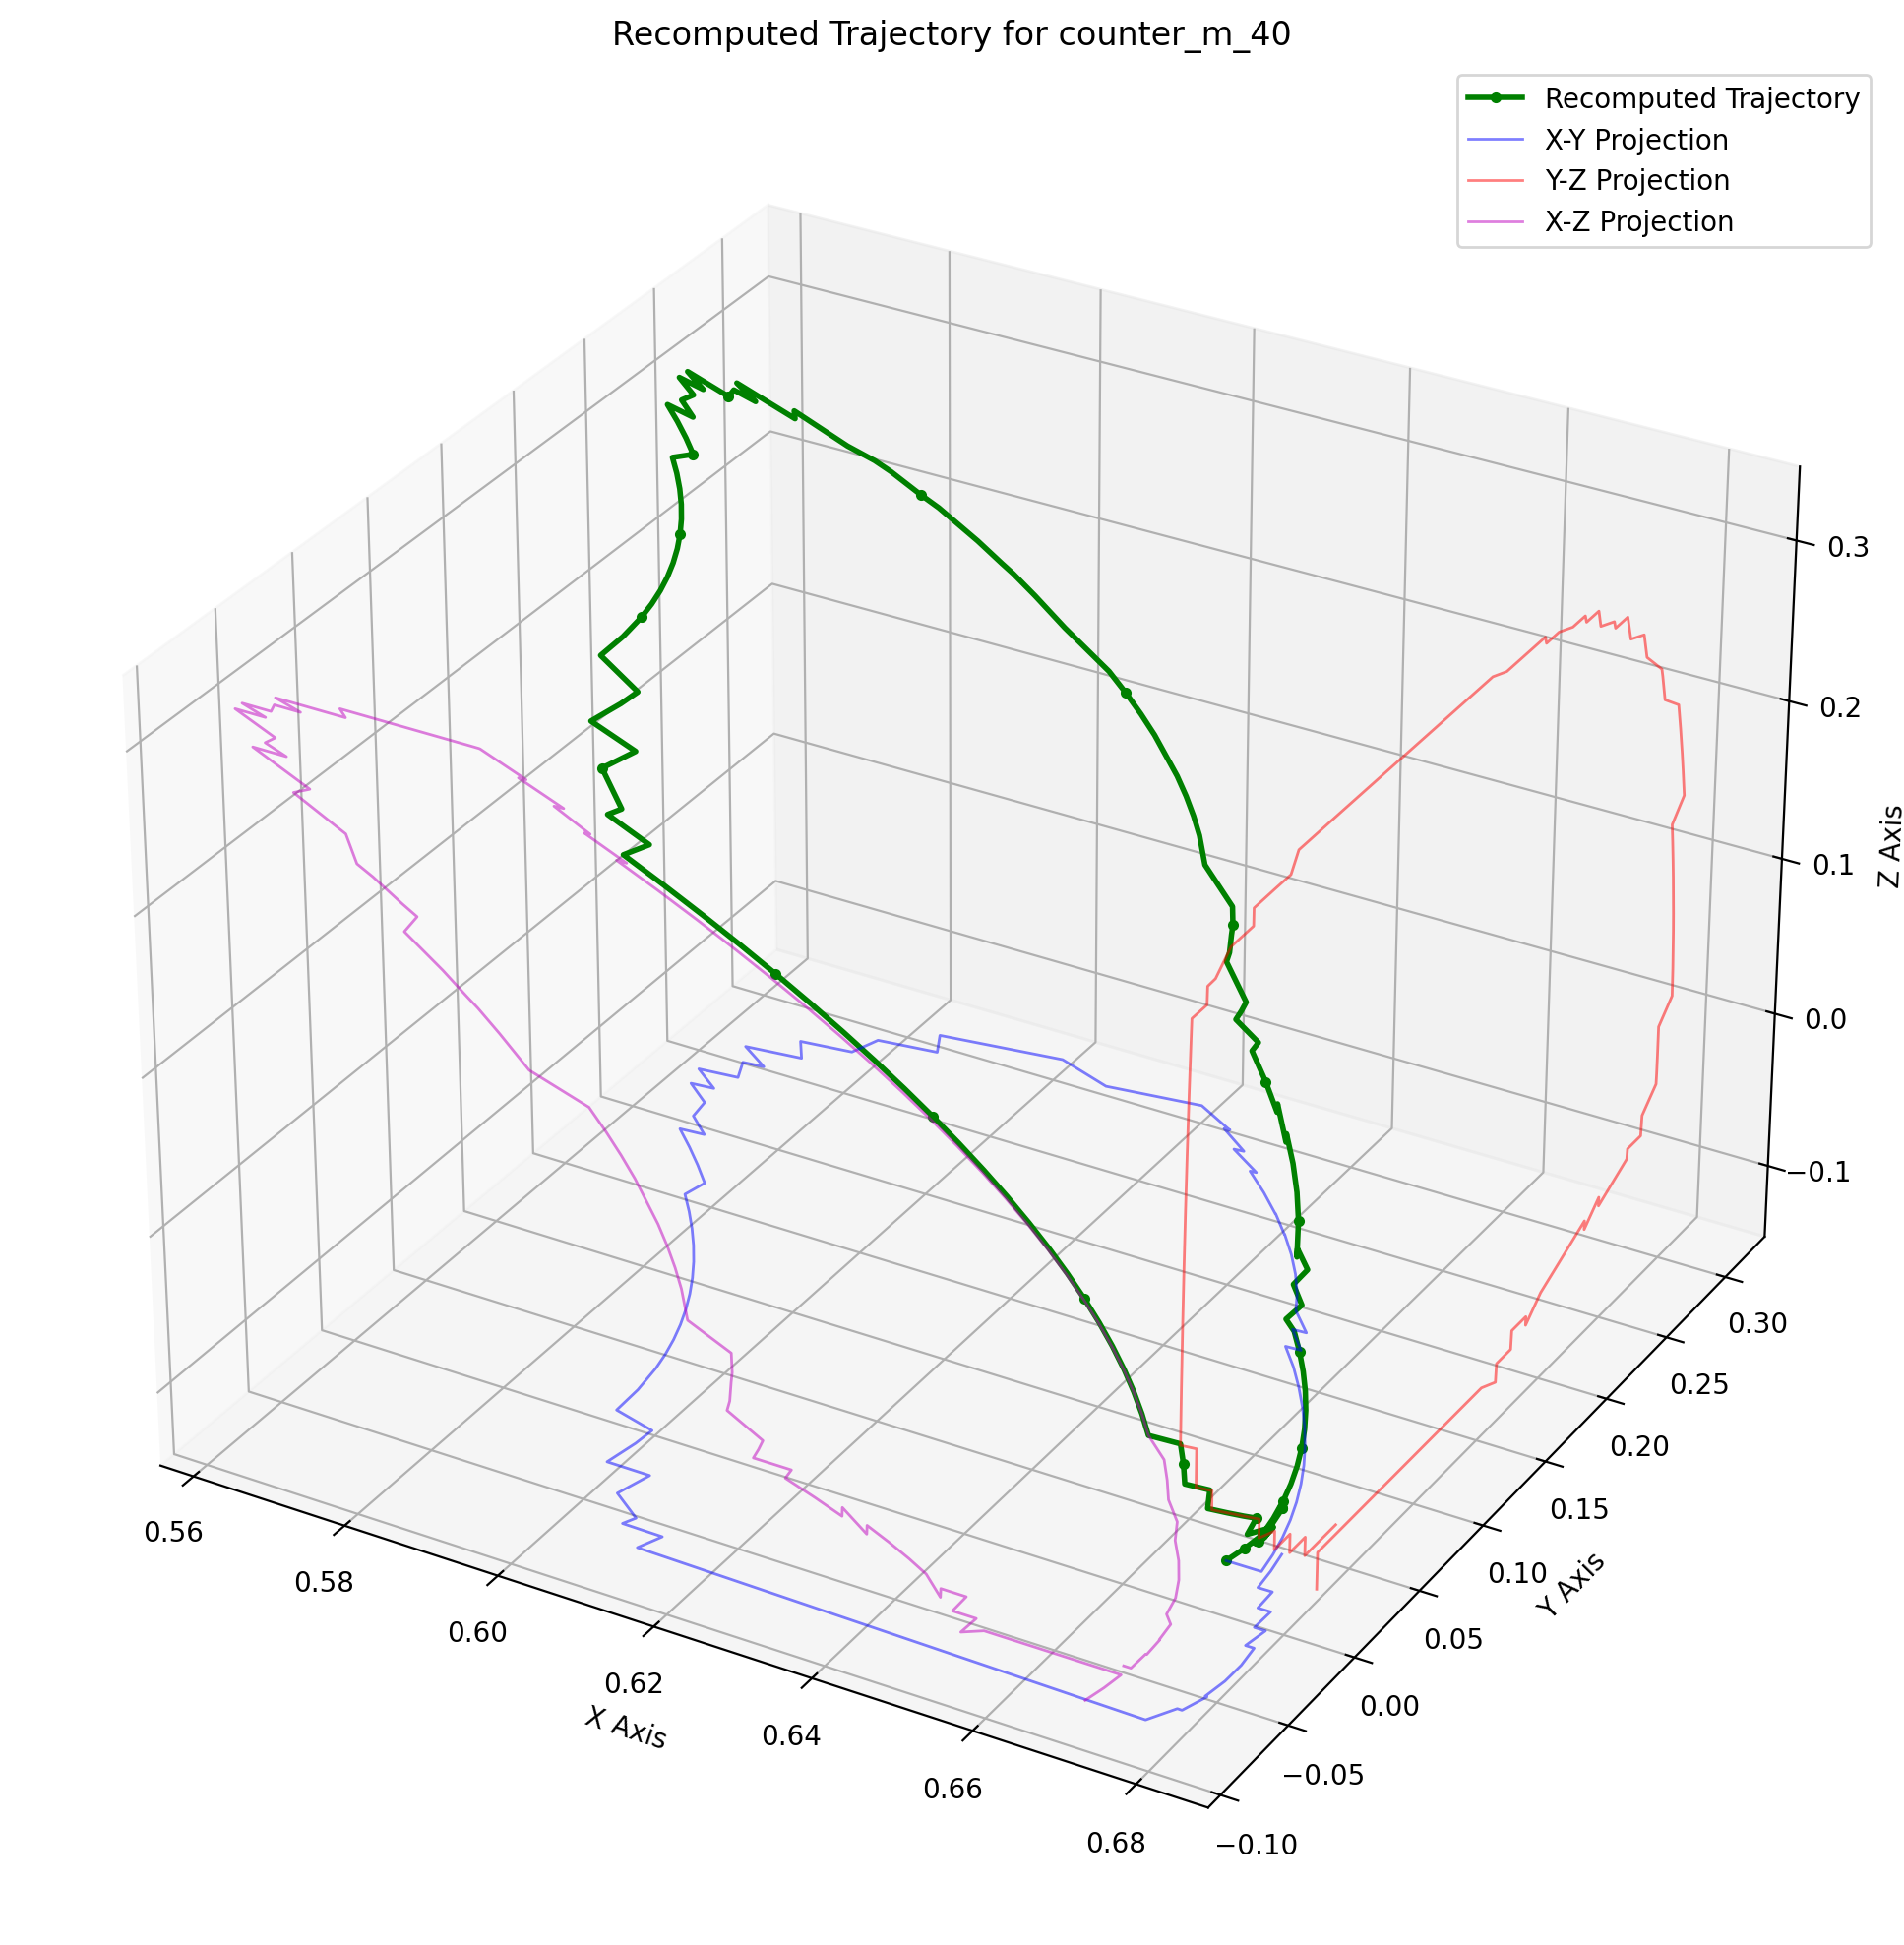 Recomputed Trajectory for counter_m_40
Recomputed Trajectory
X-Y Projection
Y-Z Projection
X-Z Projection
0.3
0.2
0.1
0.0
−0.1
Z Axis
0.30
0.25
0.20
0.15
0.10
0.05
0.00
−0.05
−0.10
Y Axis
0.56
0.58
0.60
0.62
0.64
0.66
0.68
X Axis